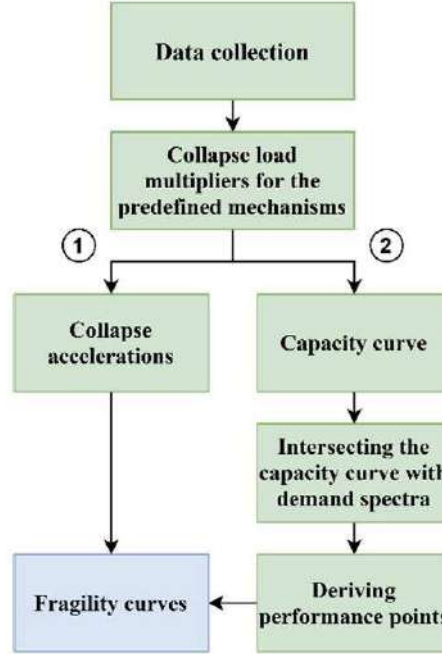 Data collection
Collapse load
multipliers for the
predefined mechanisms
1
2
Collapse
accelerations
Capacity curve
Intersecting the
capacity curve with
demand spectra
Fragility curves
Deriving
performance points